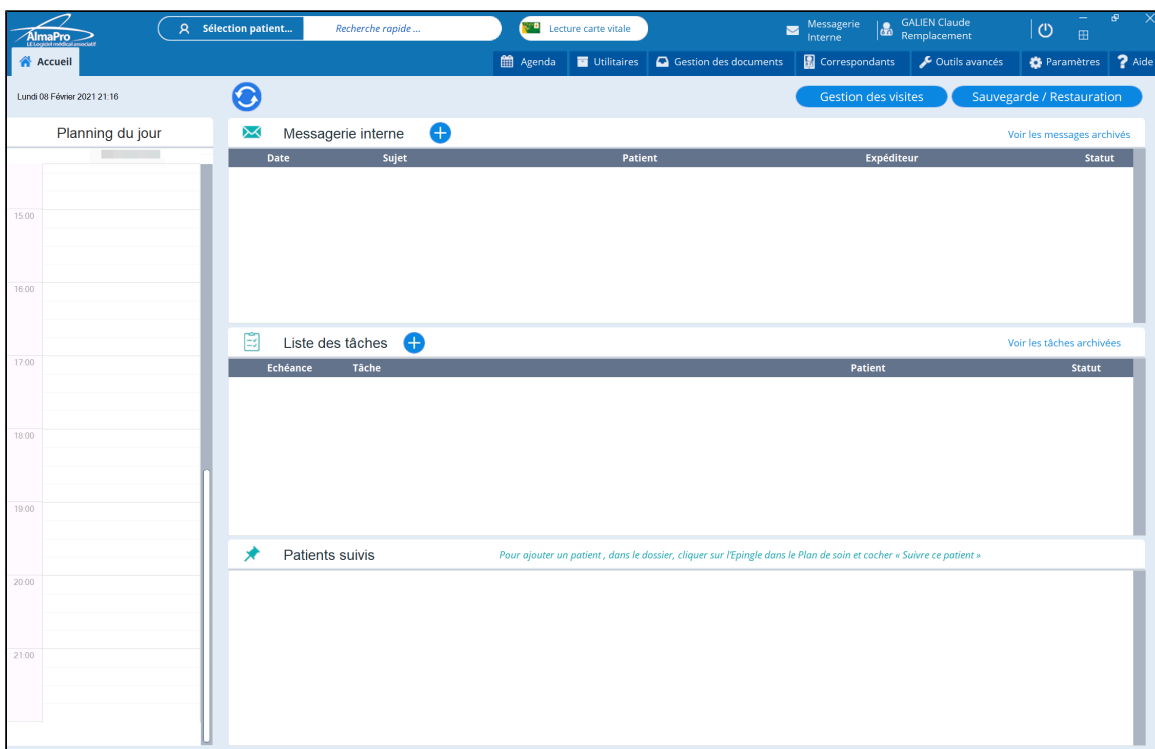 AlmaPro
LE Logiciel médical associatif
Sélection patient...
Recherche rapide ...
Lecture carte vitale
Messagerie
Interne
GALIEN Claude
Remplacement
Accueil
Agenda
Utilitaires
Gestion des documents
Correspondants
Outils avancés
Paramètres
Aide
Lundi 08 Février 2021 21:16
Gestion des visites
Sauvegarde / Restauration
Planning du jour
15:00
16:00
17:00
18:00
19:00
20:00
21:00
Messagerie interne
Voir les messages archivés
Date Sujet Patient Expéditeur Statut
Liste des tâches
Voir les tâches archivées
Echéance Tâche Patient Statut
Patients suivis
Pour ajouter un patient , dans le dossier, cliquer sur l'Epingle dans le Plan de soin et cocher « Suivre ce patient »